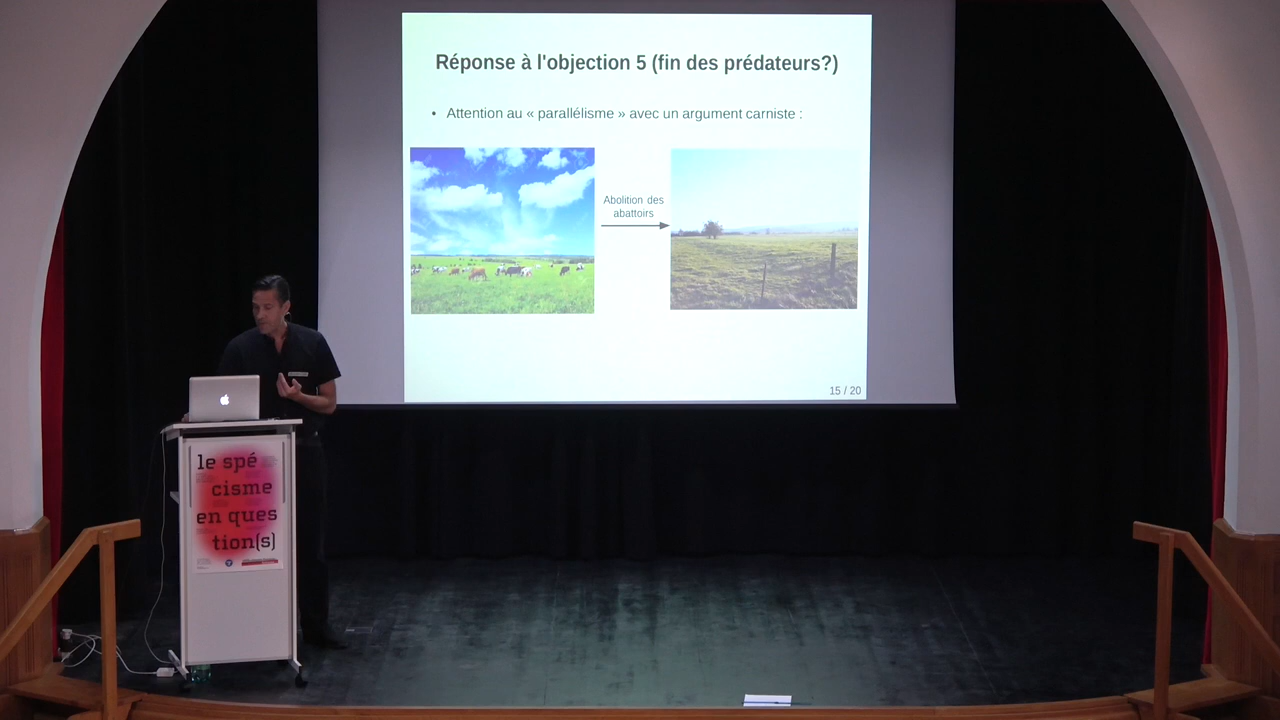 Réponse à l'objection 5 (fin des prédateurs?)
• Attention au « parallélisme » avec un argument carniste :
Abolition des
abattoirs
15 / 20
le spé
cisme
en ques
tion(s)